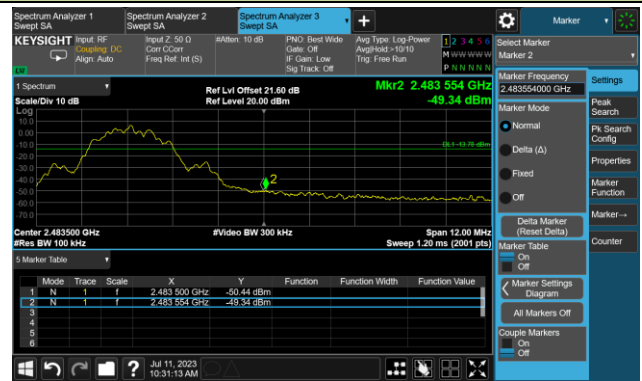 Spectrum Analyzer 1
Swept SA
Spectrum Analyzer 2
Swept SA
Spectrum Analyzer 3
Swept SA
Marker
KEYSIGHT
Input: RF
Coupling: DC
Align: Auto
Input Z: 50 Ω
Corr CCorr
Freq Ref: Int (S)
#Atten: 10 dB
PNO: Best Wide
Gate: Off
IF Gain: Low
Sig Track: Off
Avg Type: Log-Power
Avg|Hold:>10/10
Trig: Free Run
1 2 3 4 5 6
M W W W W W
P N N N N N
Select Marker
Marker 2
LW
1 Spectrum
Scale/Div 10 dB
Ref Lvl Offset 21.60 dB
Ref Level 20.00 dBm
Mkr2 2.483 554 GHz
-49.34 dBm
Log
10.0
0.00
-10.0
-20.0
-30.0
-40.0
-50.0
-60.0
-70.0
DL1 -13.76 dBm
2
Center 2.483500 GHz
#Res BW 100 kHz
#Video BW 300 kHz
Span 12.00 MHz
Sweep 1.20 ms (2001 pts)
5 Marker Table
Mode Trace Scale X Y Function Function Width Function Value
1 N 1 f 2.483 500 GHz -50.44 dBm
2 N 1 f 2.483 554 GHz -49.34 dBm
3
4
5
6
Marker Frequency
2.483554000 GHz
Marker Mode
Normal
Delta (Δ)
Fixed
Off
Delta Marker
(Reset Delta)
Marker Table
On
Off
Marker Settings
Diagram
All Markers Off
Couple Markers
On
Off
Settings
Peak
Search
Pk Search
Config
Properties
Marker
Function
Marker→
Counter
?
Jul 11, 2023
10:31:13 AM